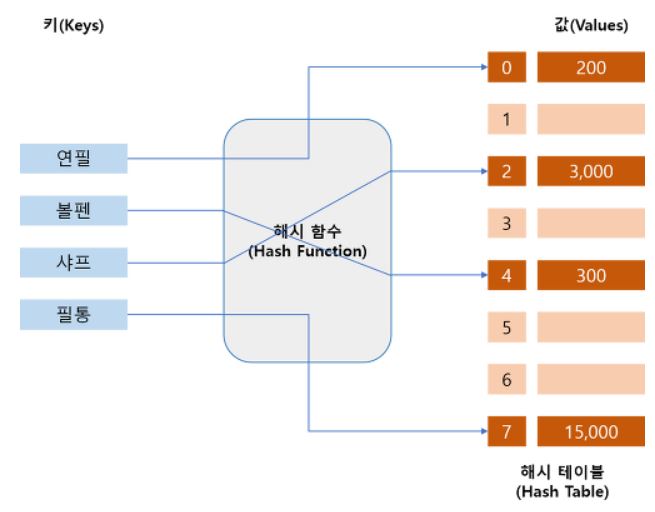 키(Keys)
값(Values)
0 200
1
연필
2 3,000
볼펜
3
해시 함수
(Hash Function)
샤프
4 300
필통
5
6
7 15,000
해시 테이블
(Hash Table)